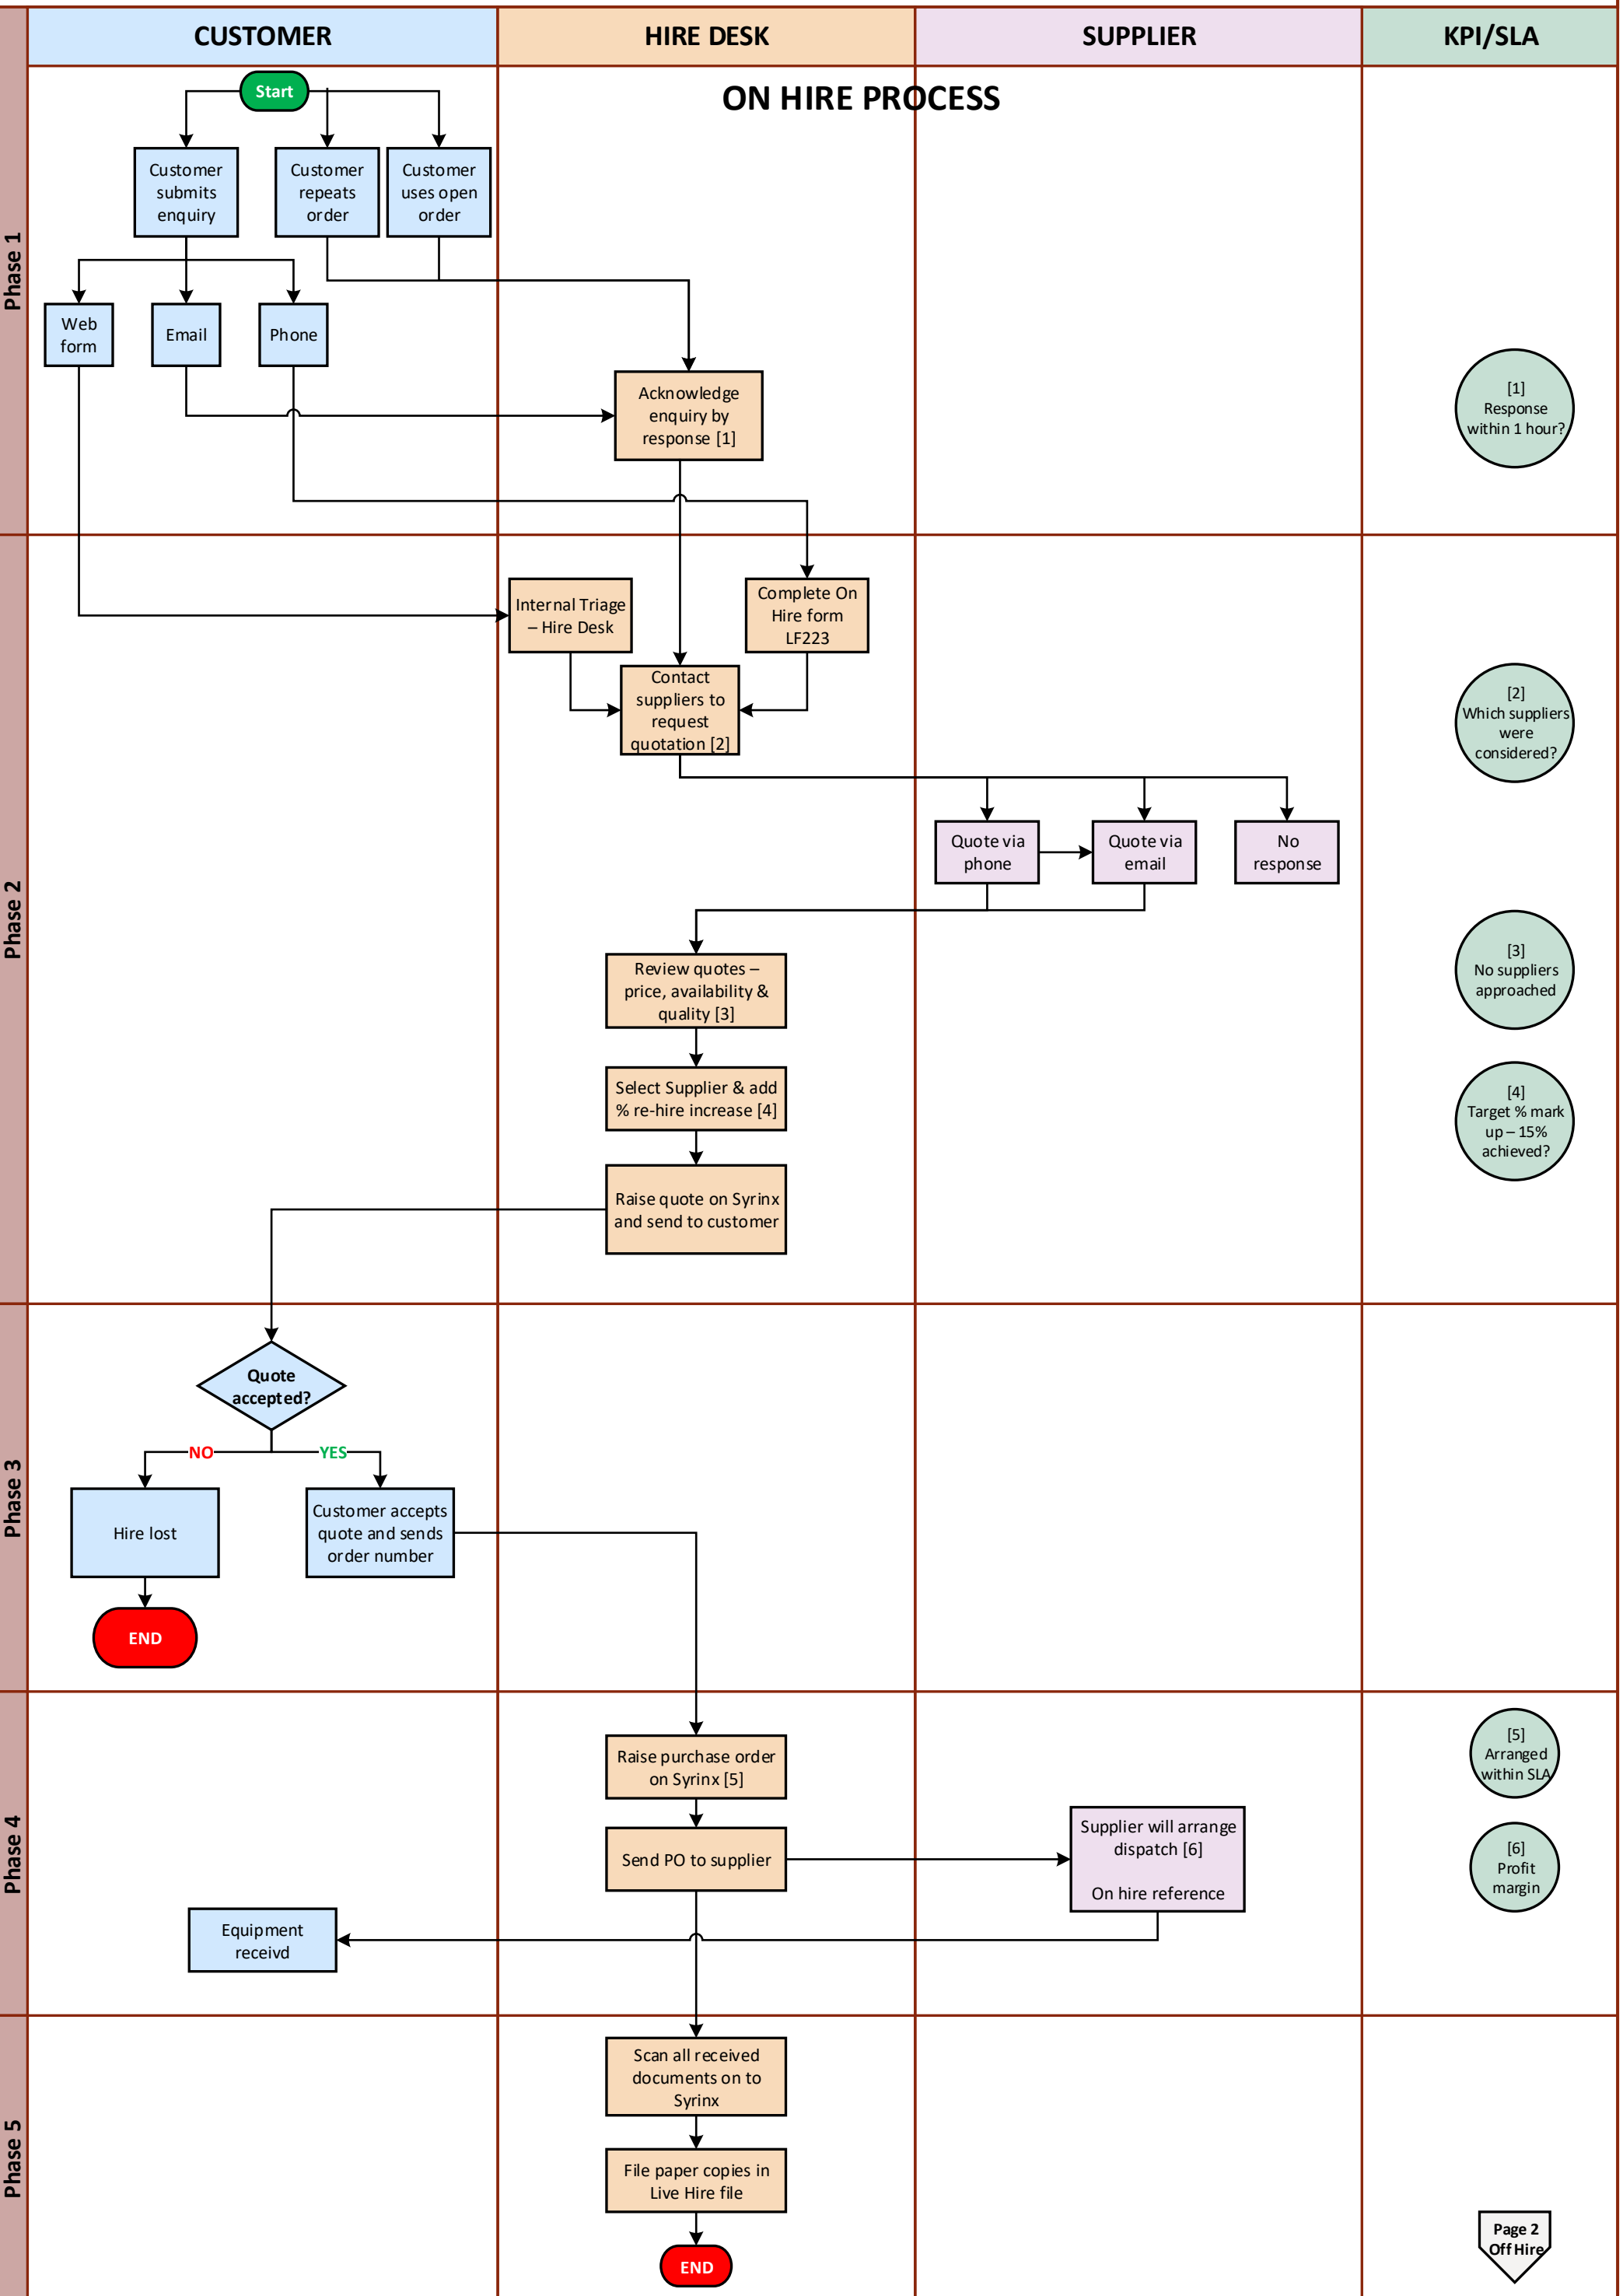 CUSTOMER
HIRE DESK
SUPPLIER
KPI/SLA
ON HIRE PROCESS
Phase 1
Start
Customer
submits
enquiry
Customer
repeats
order
Customer
uses open
order
Web
form
Email
Phone
Acknowledge
enquiry by
response [1]
[1]
Response
within 1 hour?
Phase 2
Internal Triage
– Hire Desk
Complete On
Hire form
LF223
Contact
suppliers to
request
quotation [2]
[2]
Which suppliers
were
considered?
Quote via
phone
Quote via
email
No
response
Review quotes –
price, availability &
quality [3]
[3]
No suppliers
approached
Select Supplier & add
% re-hire increase [4]
[4]
Target % mark
up – 15%
achieved?
Raise quote on Syrinx
and send to customer
Phase 3
Quote
accepted?
NO
YES
Hire lost
Customer accepts
quote and sends
order number
END
Phase 4
Raise purchase order
on Syrinx [5]
[5]
Arranged
within SLA
Send PO to supplier
Supplier will arrange
dispatch [6]
On hire reference
[6]
Profit
margin
Equipment
receivd
Phase 5
Scan all received
documents on to
Syrinx
File paper copies in
Live Hire file
END
Page 2
Off Hire